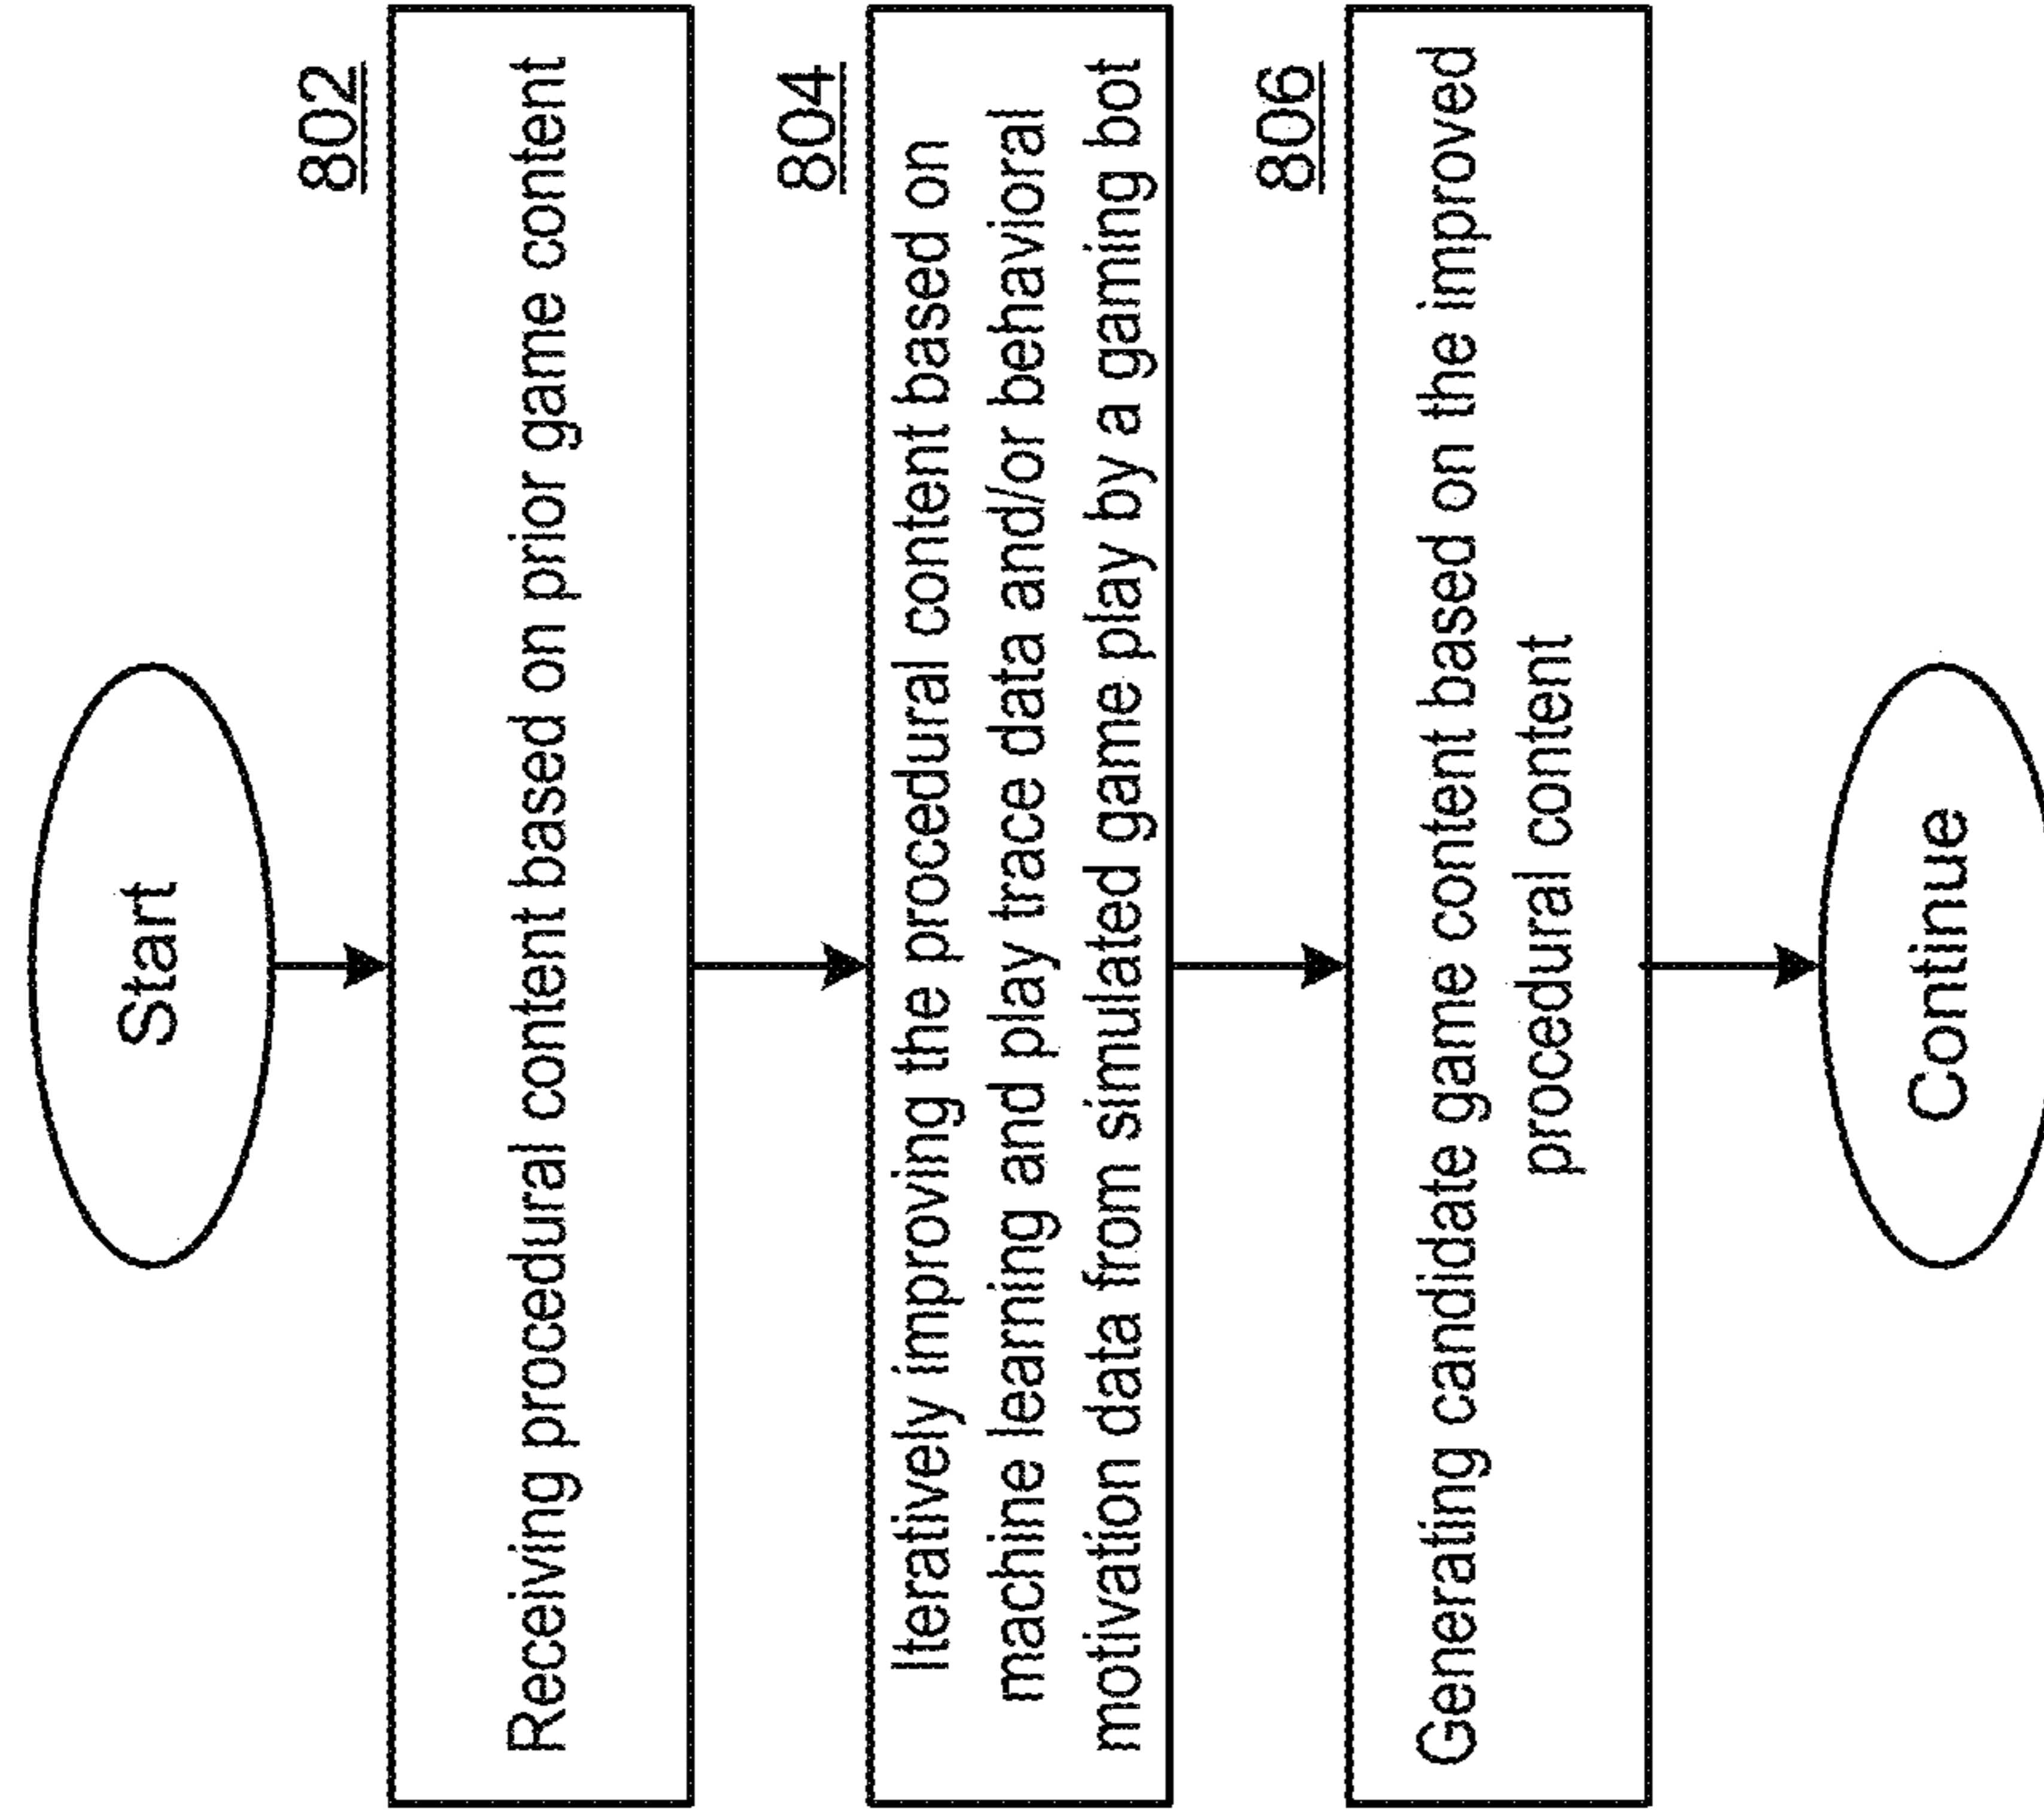 Start
802
Receiving procedural content based on prior game content
804
Iteratively improving the procedural content based on
machine learning and play trace data and/or behavioral
motivation data from simulated game play by a gaming bot
806
Generating candidate game content based on the improved
procedural content
Continue